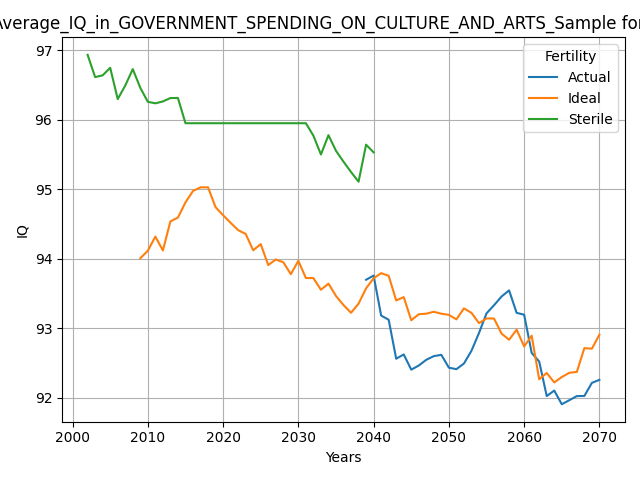 Average_IQ_in_GOVERNMENT_SPENDING_ON_CULTURE_AND_ARTS_Sample for
Fertility
Actual
Ideal
Sterile
97
96
95
94
93
92
IQ
2000 2010 2020 2030 2040 2050 2060 2070
Years